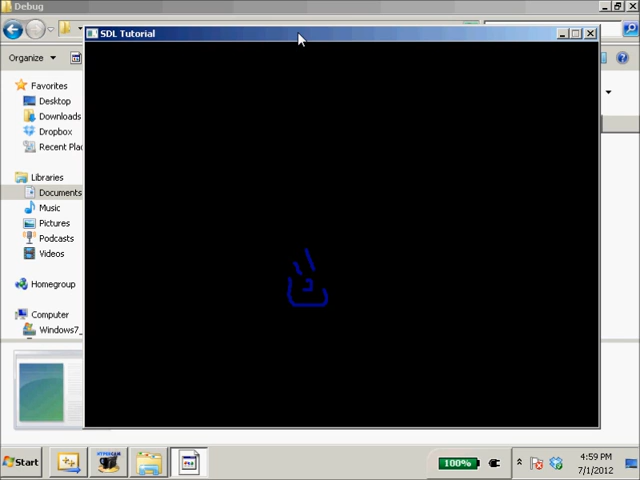 Debug
SDL Tutorial
Organize
Favorites
Desktop
Downloads
Dropbox
Recent Plac
Libraries
Documents
Music
Pictures
Podcasts
Videos
Homegroup
Computer
Windows7_
Start
HYPERCAM
100%
4:59 PM
7/1/2012